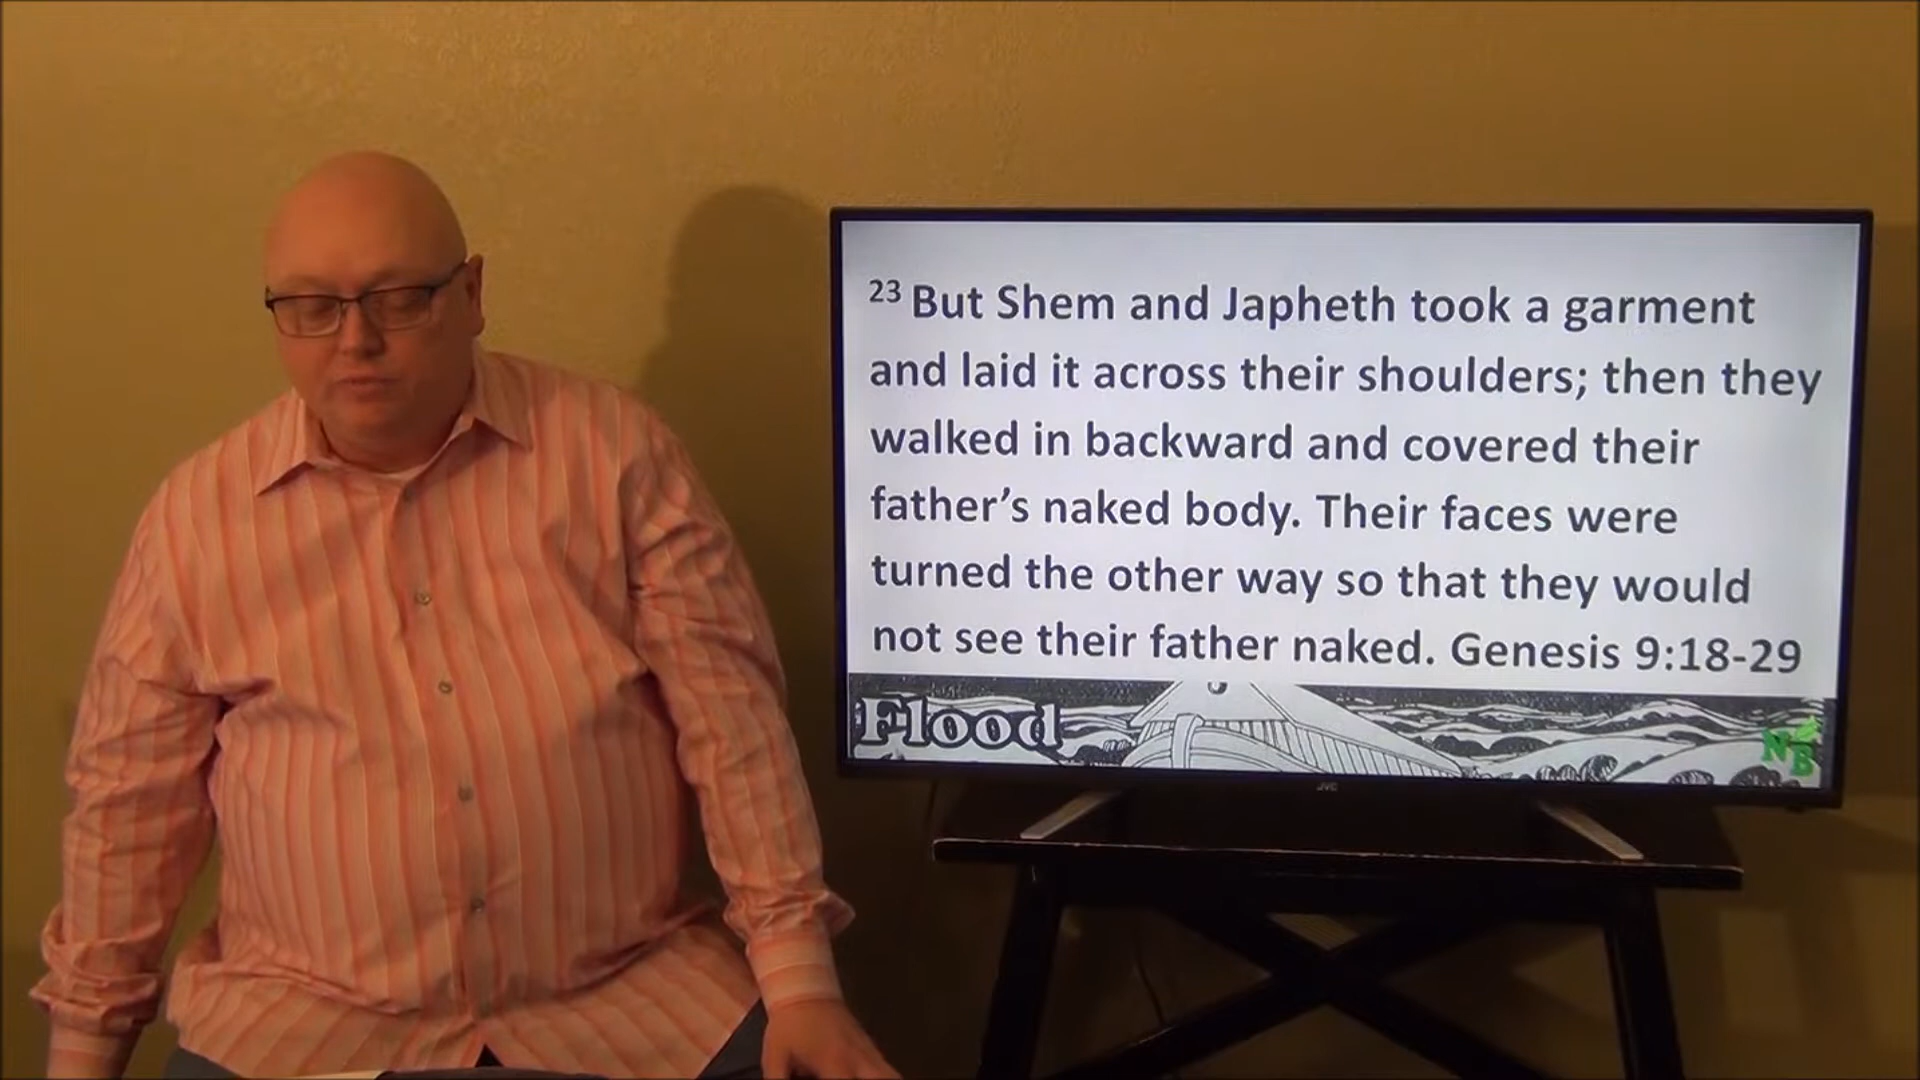 23 But Shem and Japheth took a garment
and laid it across their shoulders; then they
walked in backward and covered their
father’s naked body. Their faces were
turned the other way so that they would
not see their father naked. Genesis 9:18-29
Flood
NB
JVC